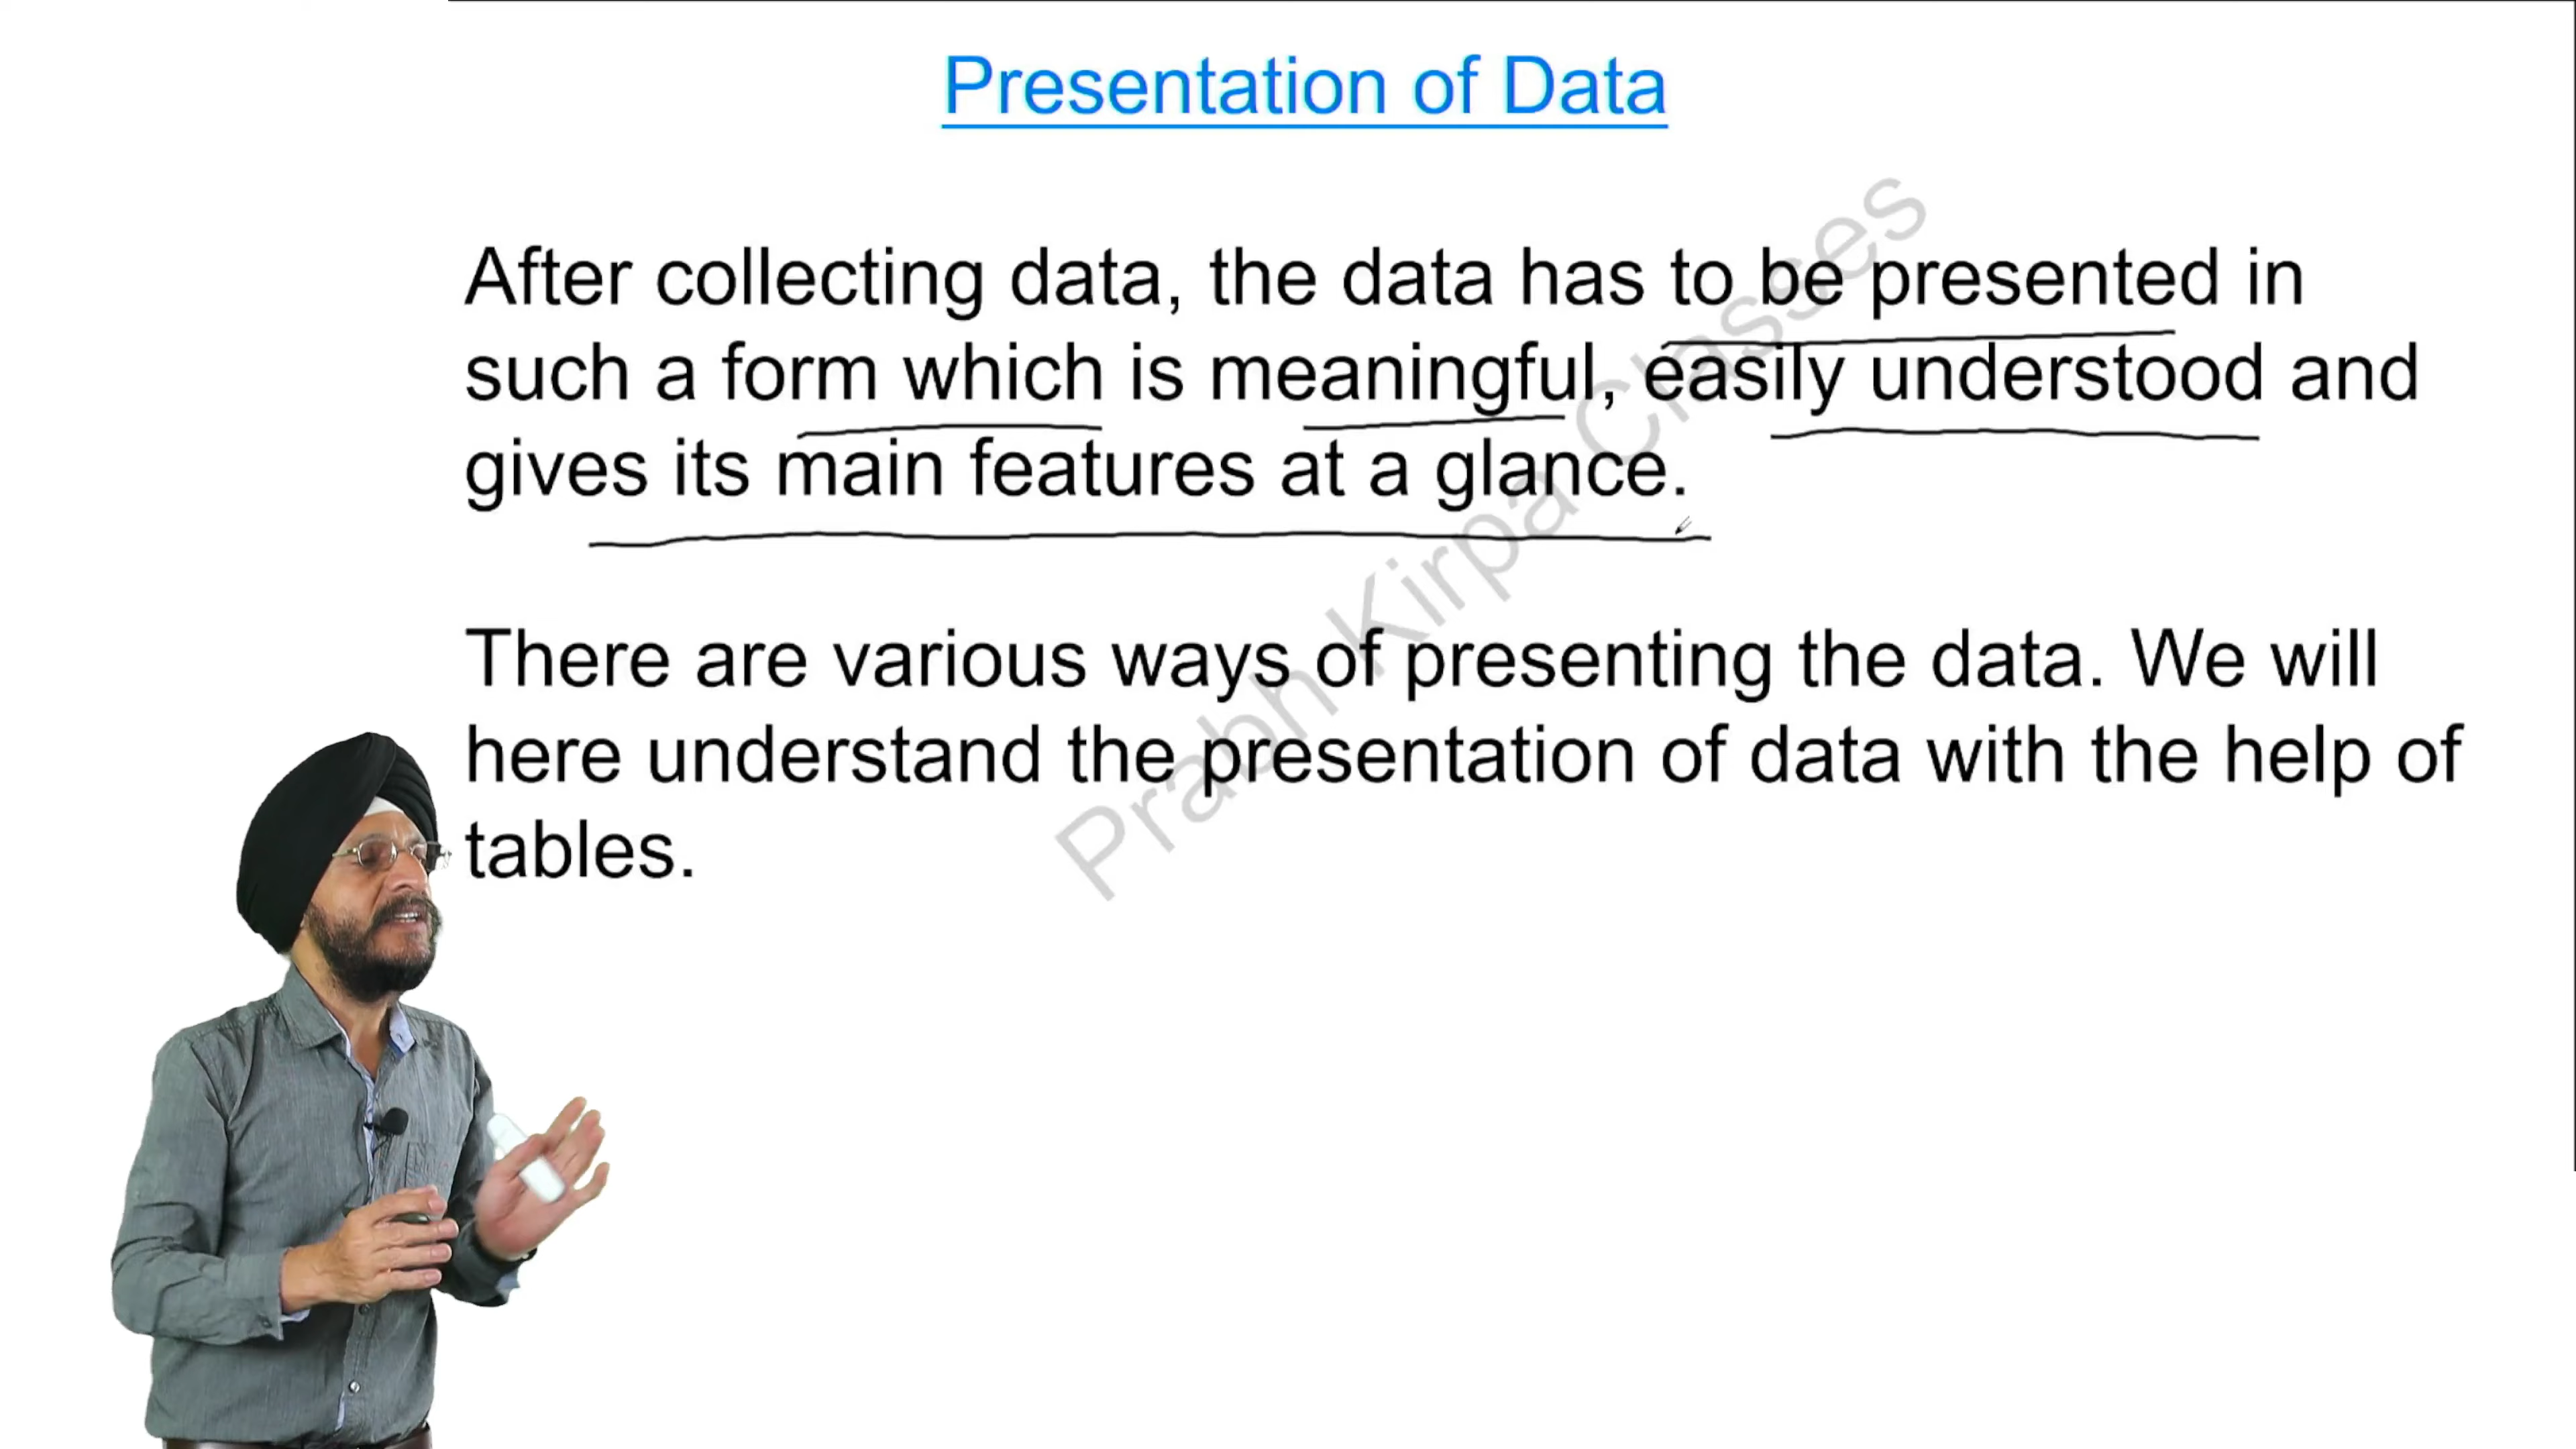 Presentation of Data
After collecting data, the data has to be presented in
such a form which is meaningful, easily understood and
gives its main features at a glance.
There are various ways of presenting the data. We will
here understand the presentation of data with the help of
tables.
Prabh Kirpa Classes